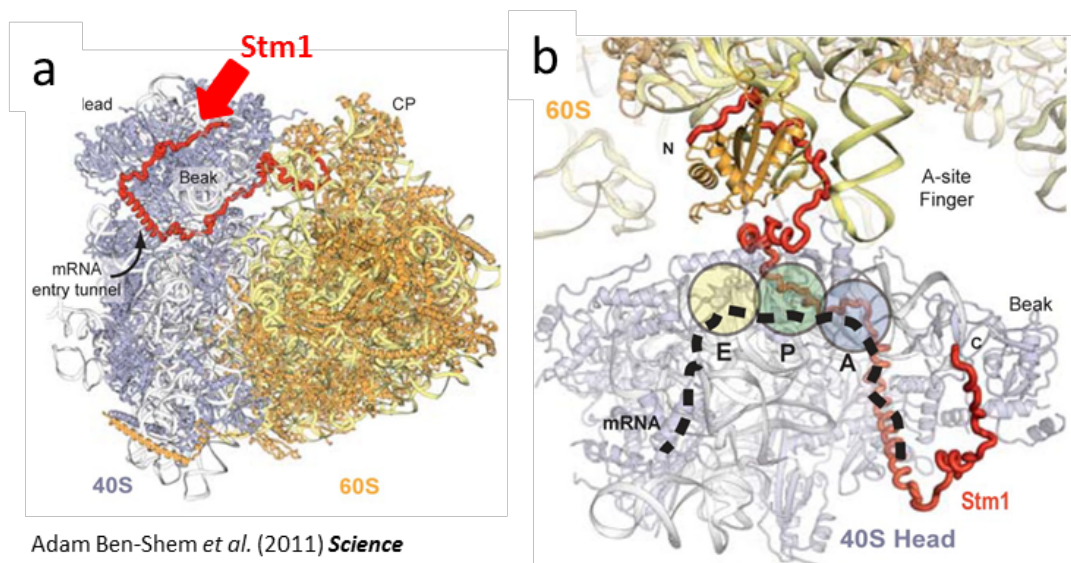 Stm1
a
lead
CP
Beak
mRNA
entry tunnel
40S
60S
Adam Ben-Shem et al. (2011) Science
b
60S
N
A-site
Finger
Beak
E
P
A
C
mRNA
Stm1
40S Head